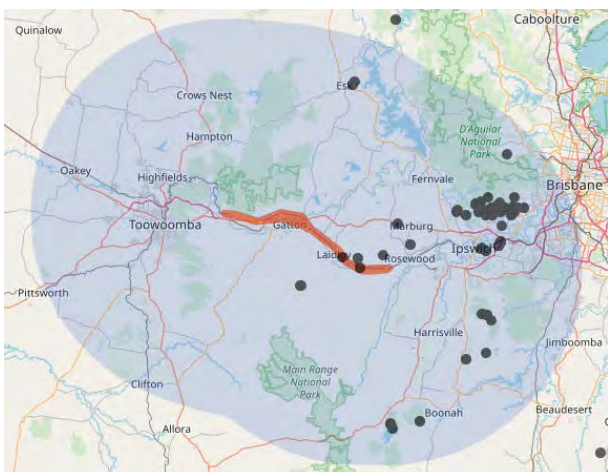 Quinalow
Caboolture
Crows Nest
Esk
D'Aguilar
National
Park
Hampton
Oakey
Highfields
Fernvale
Brisbane
Toowoomba
Gatton
Marburg
Ipswich
Laidley
Rosewood
Pittsworth
Harrisville
Jimboomba
Main Range
National
Park
Clifton
Boonah
Beaudesert
Allora